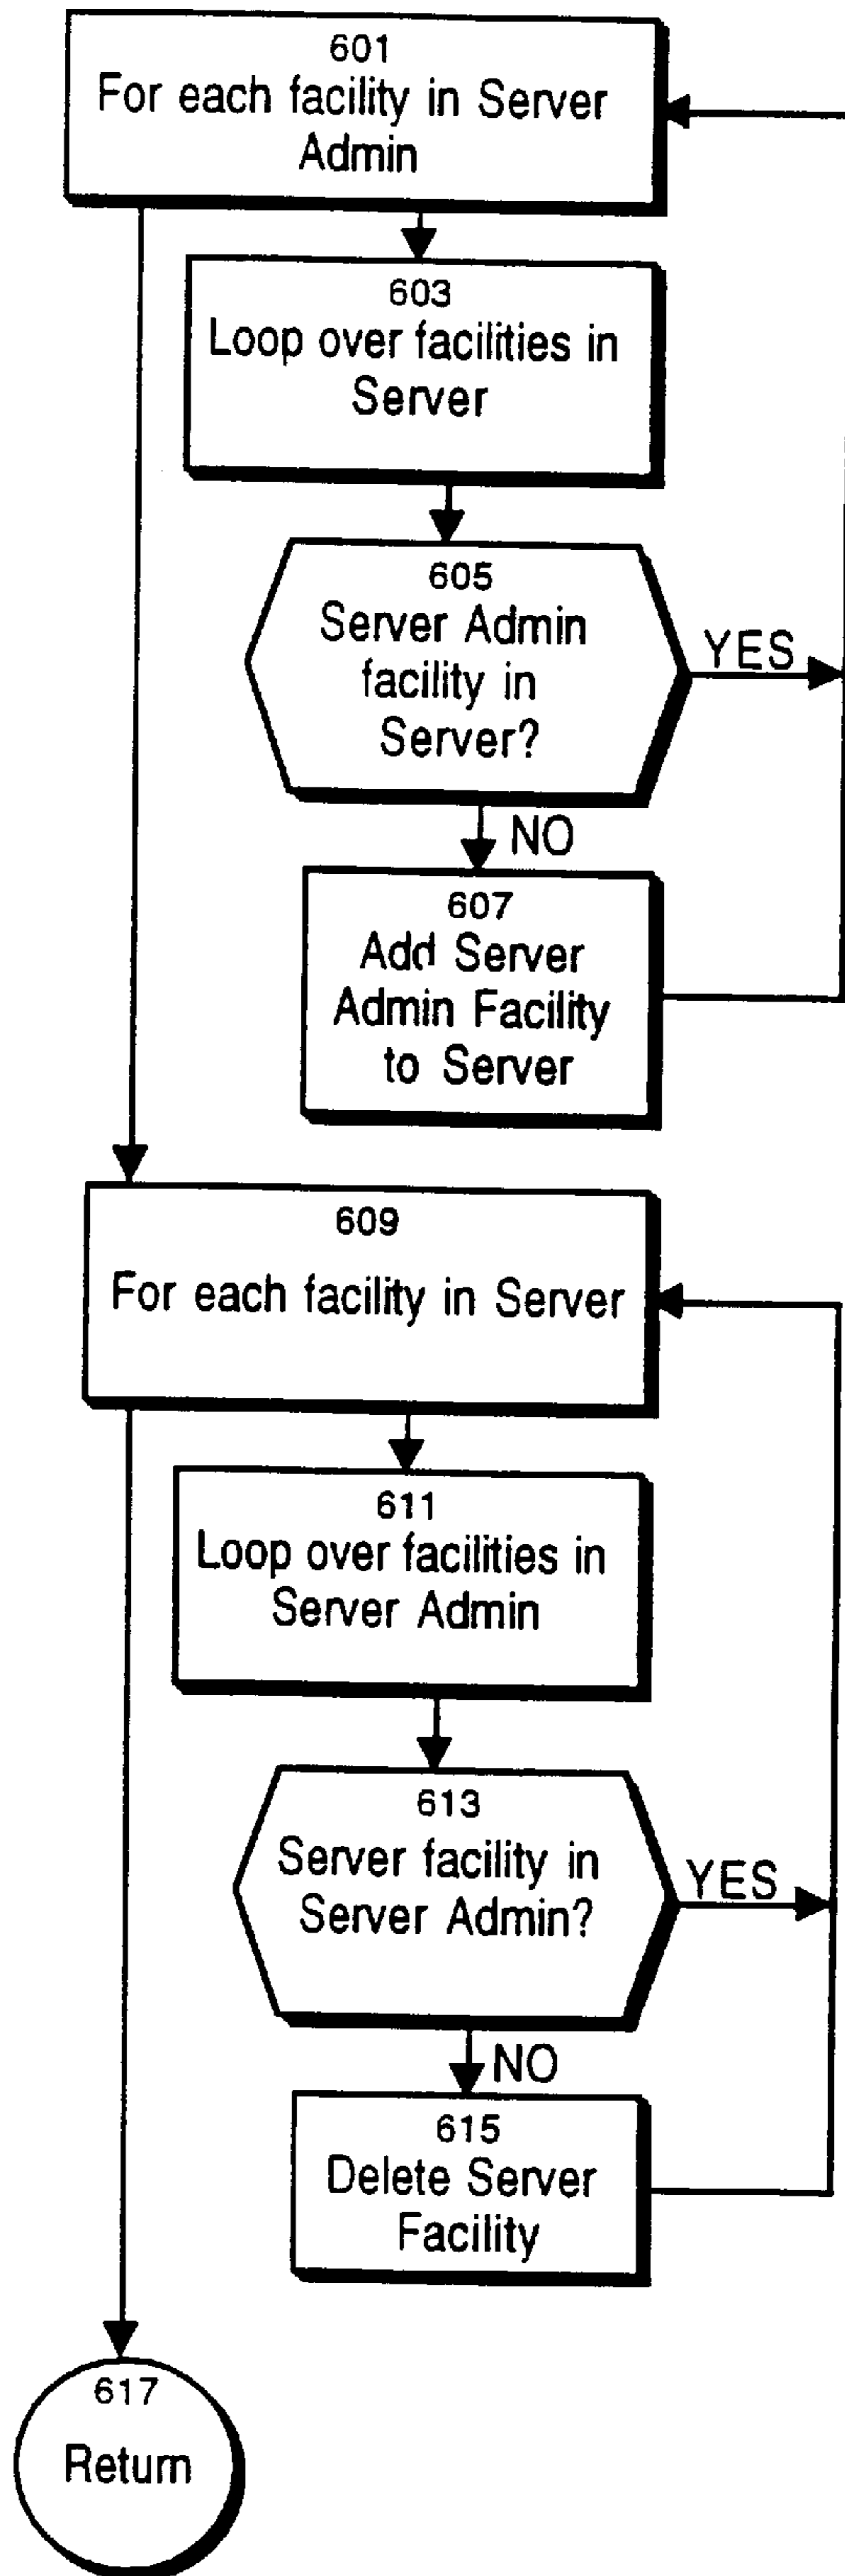 601
For each facility in Server
Admin
603
Loop over facilities in
Server
605
Server Admin
facility in
Server?
YES
NO
607
Add Server
Admin Facility
to Server
609
For each facility in Server
611
Loop over facilities in
Server Admin
613
Server facility in
Server Admin?
YES
NO
615
Delete Server
Facility
617
Return